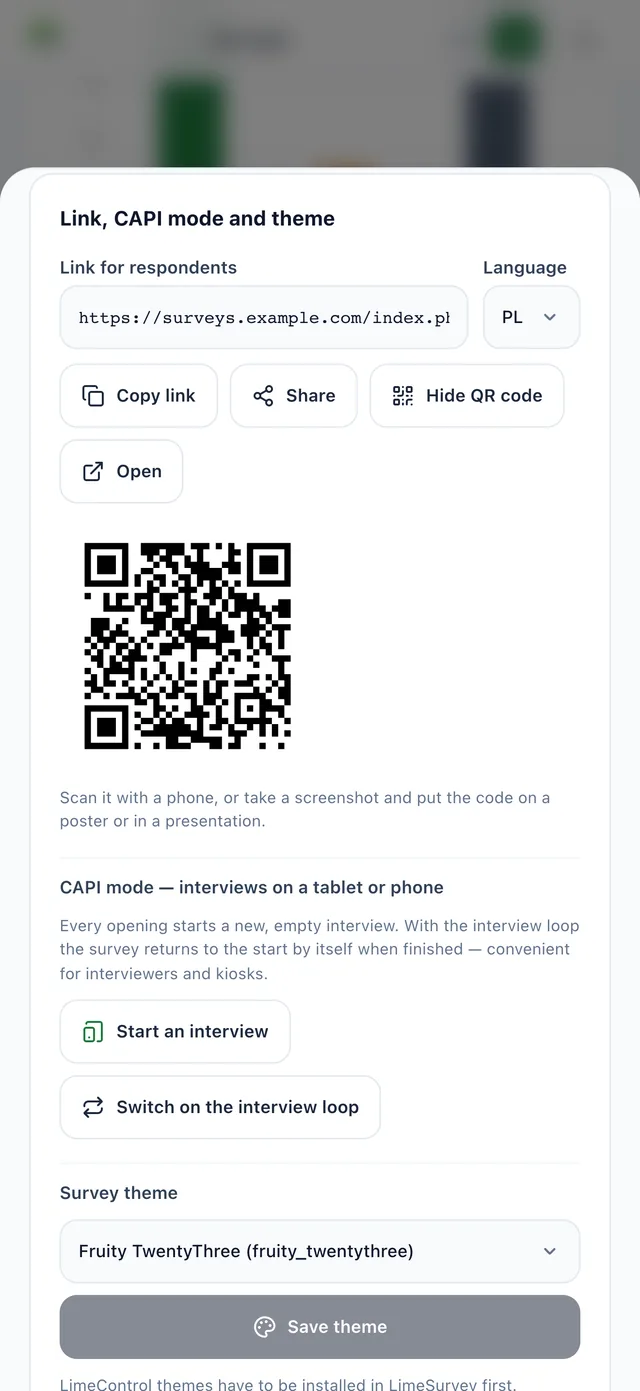 Link, CAPI mode and theme
Link for respondents
Language
https://surveys.example.com/index.ph
PL
Copy link
Share
Hide QR code
Open
Scan it with a phone, or take a screenshot and put the code on a
poster or in a presentation.
CAPI mode — interviews on a tablet or phone
Every opening starts a new, empty interview. With the interview loop
the survey returns to the start by itself when finished — convenient
for interviewers and kiosks.
Start an interview
Switch on the interview loop
Survey theme
Fruity TwentyThree (fruity_twentythree)
Save theme
LimeControl themes have to be installed in LimeSurvey first.